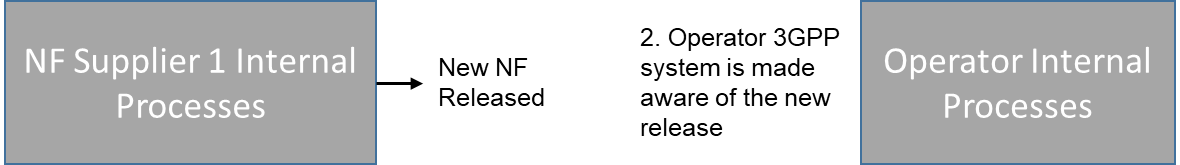 NF Supplier 1 Internal
Processes
New NF
Released
2. Operator 3GPP
system is made
aware of the new
release
Operator Internal
Processes